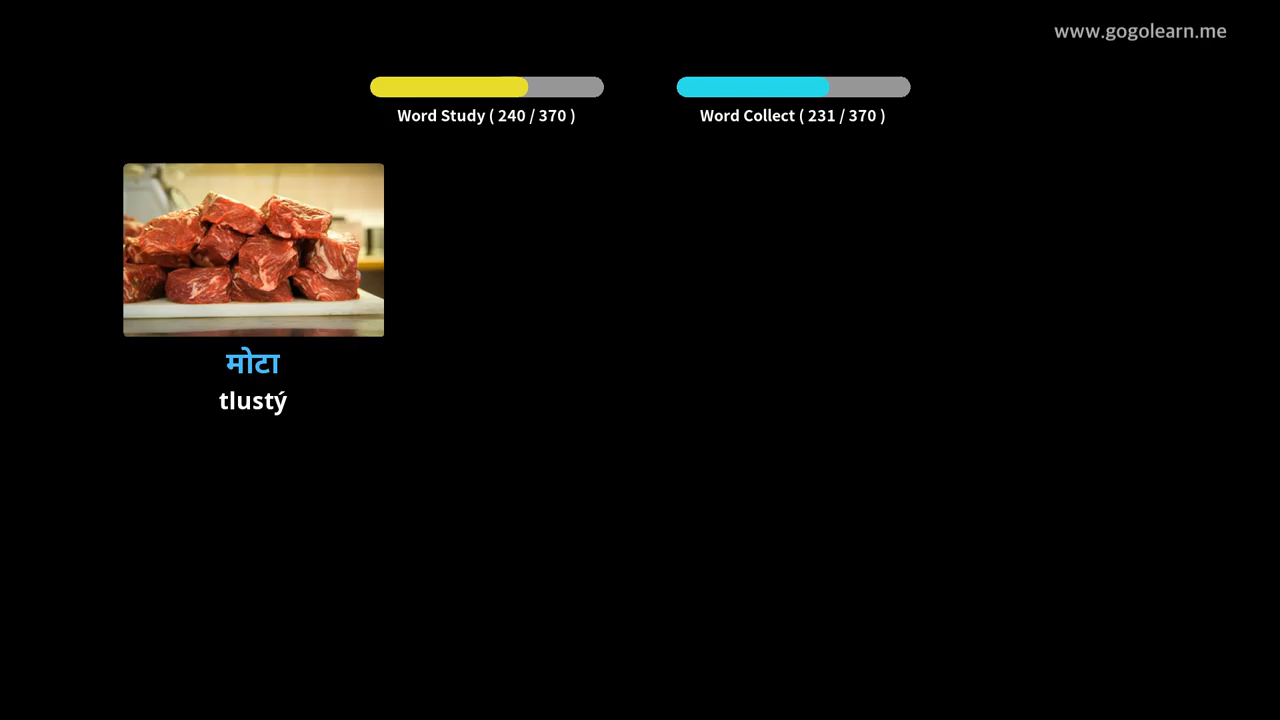 www.gogolearn.me
Word Study ( 240 / 370 )
Word Collect ( 231 / 370 )
मोटा
tlustý